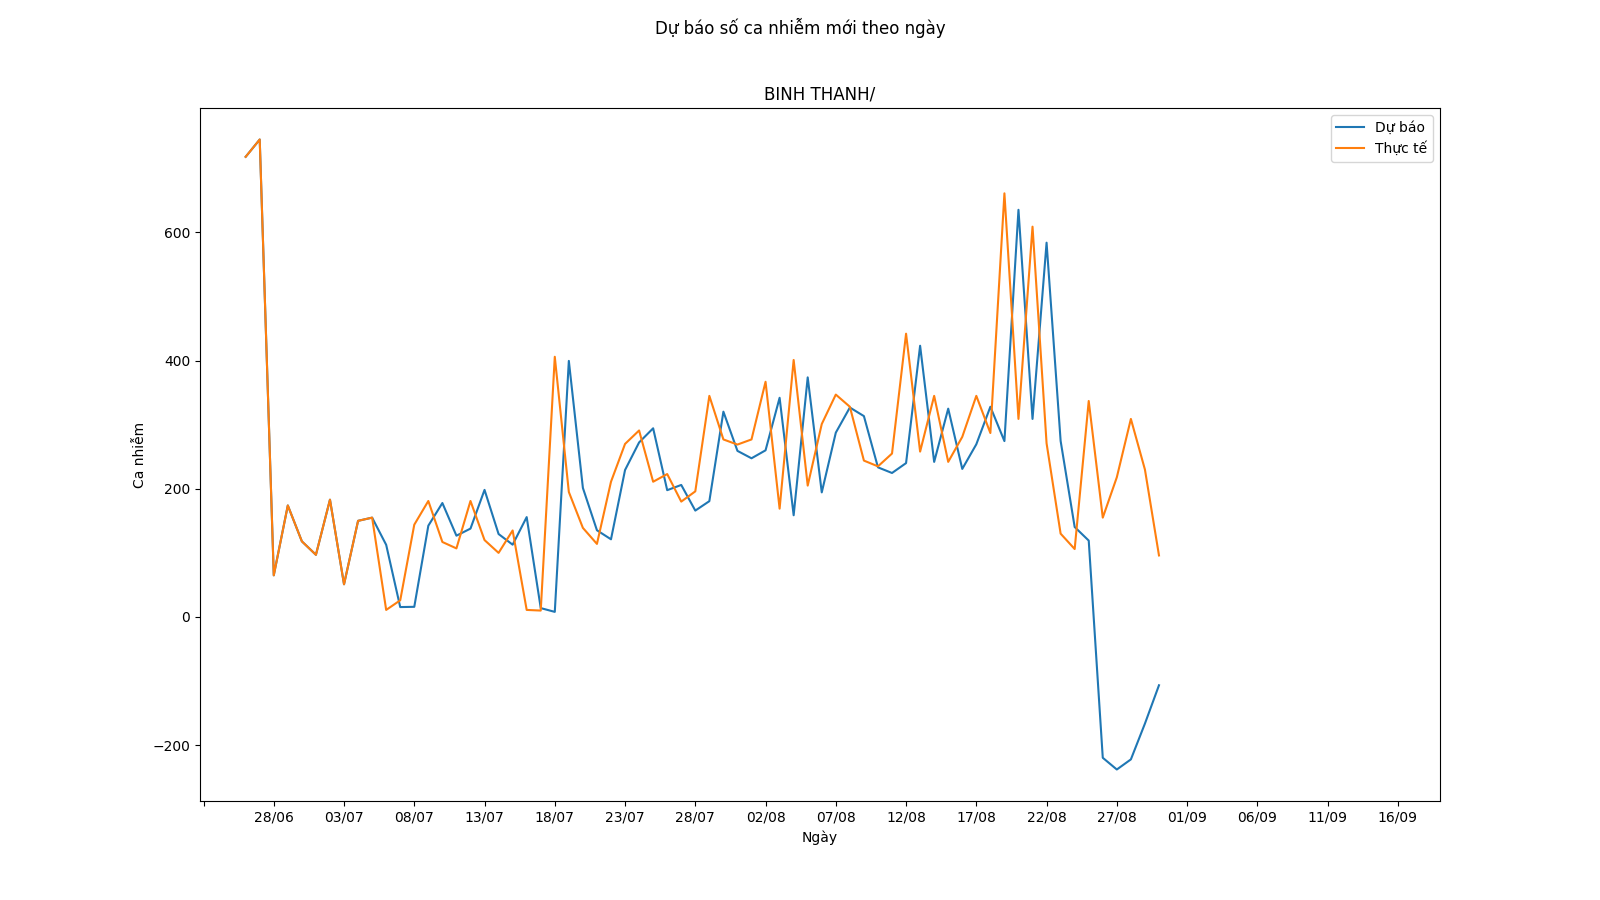 Dự báo số ca nhiễm mới theo ngày
BINH THANH/
Dự báo
Thực tế
600
400
200
0
−200
Ca nhiễm
28/06 03/07 08/07 13/07 18/07 23/07 28/07 02/08 07/08 12/08 17/08 22/08 27/08 01/09 06/09 11/09 16/09
Ngày